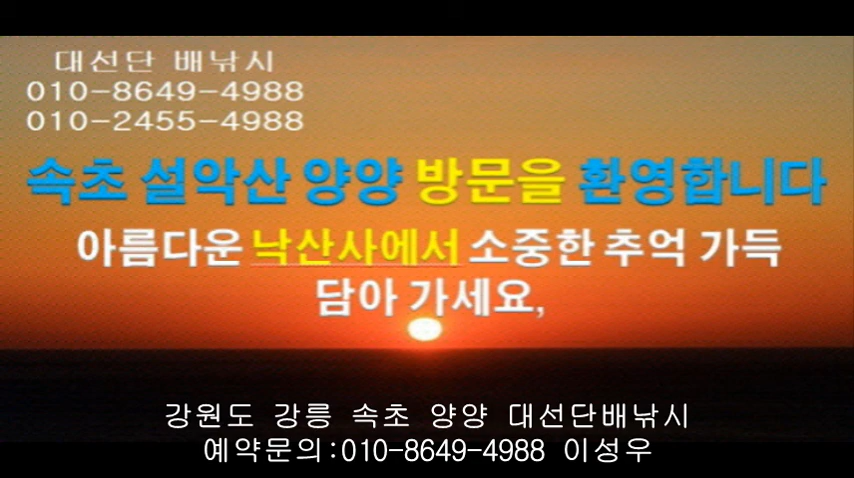 대선단 배낚시
010-8649-4988
010-2455-4988
속초 설악산 양양 방문을 환영합니다
아름다운 낙산사에서 소중한 추억 가득
담아 가세요,
강원도 강릉 속초 양양 대선단배낚시
예약문의:010-8649-4988 이성우